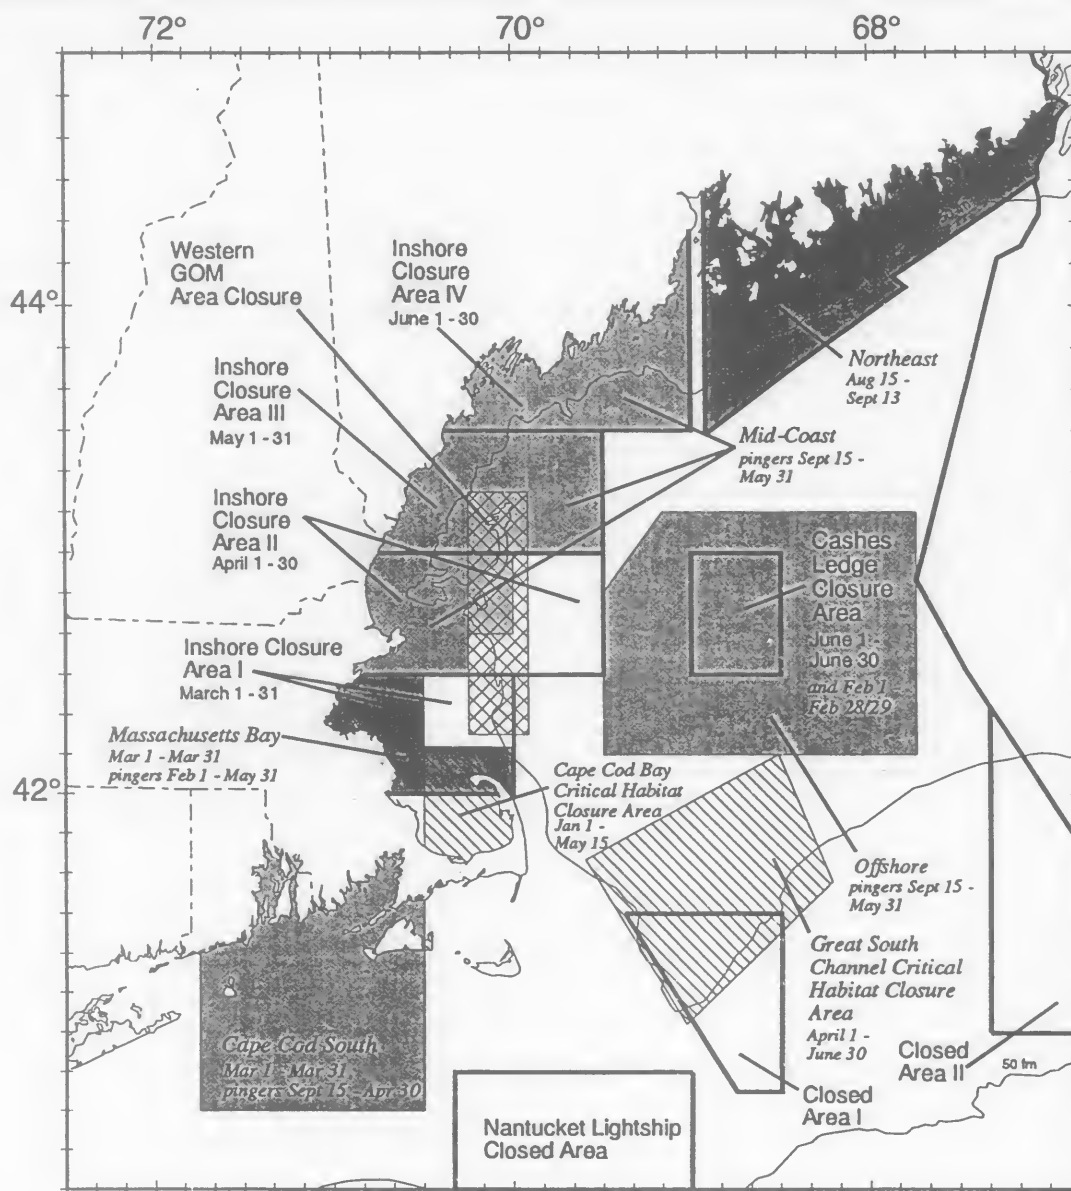 72° 70° 68°
44°
42°
Western
GOM
Area Closure
Inshore
Closure
Area IV
June 1 - 30
Inshore
Closure
Area III
May 1 - 31
Inshore
Closure
Area II
April 1 - 30
Inshore Closure
Area I
March 1 - 31
Massachusetts Bay
Mar 1 - Mar 31
pingers Feb 1 - May 31
Northeast
Aug 15 -
Sept 13
Mid-Coast
pingers Sept 15 -
May 31
Cashes
Ledge
Closure
Area
June 1 -
June 30
and Feb 1
Feb 28/29
Cape Cod Bay
Critical Habitat
Closure Area
Jan 1 -
May 15
Offshore
pingers Sept 15 -
May 31
Great South
Channel Critical
Habitat Closure
Area
April 1 -
June 30
Cape Cod South
Mar 1 - Mar 31
pingers Sept 15 - Apr 30
Closed
Area II
50 fm
Closed
Area I
Nantucket Lightship
Closed Area